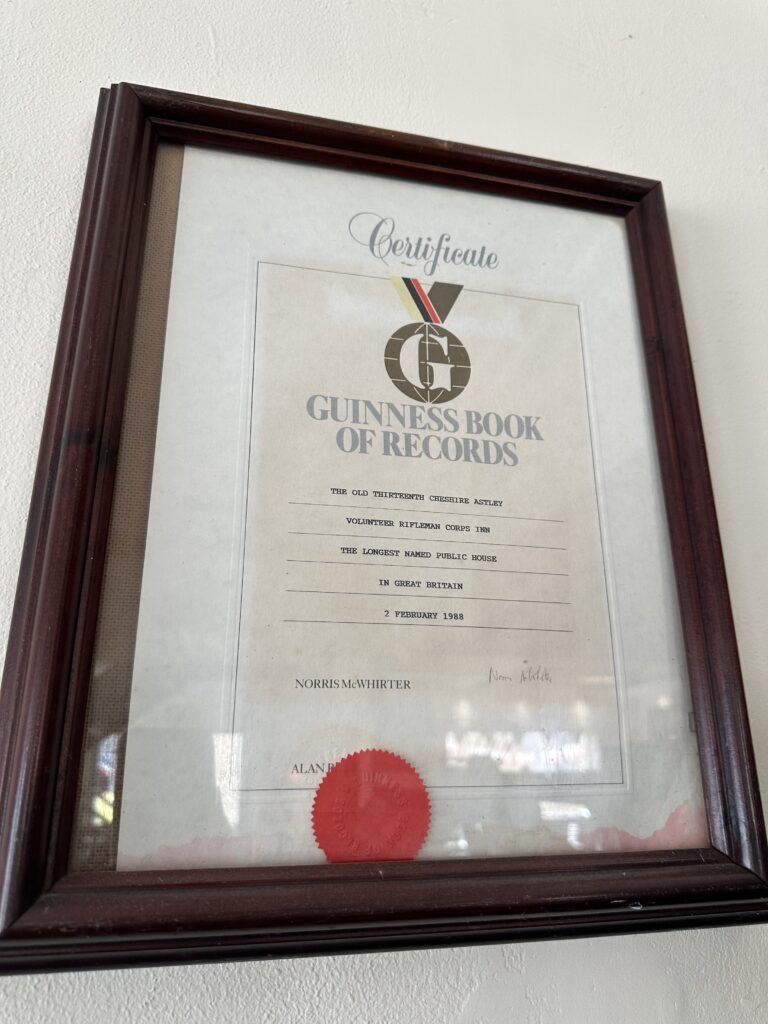 Certificate
G
GUINNESS BOOK
OF RECORDS
THE OLD THIRTEENTH CHESHIRE ASTLEY
VOLUNTEER RIFLEMAN CORPS INN
THE LONGEST NAMED PUBLIC HOUSE
IN GREAT BRITAIN
2 FEBRUARY 1988
NORRIS McWHIRTER
ALAN